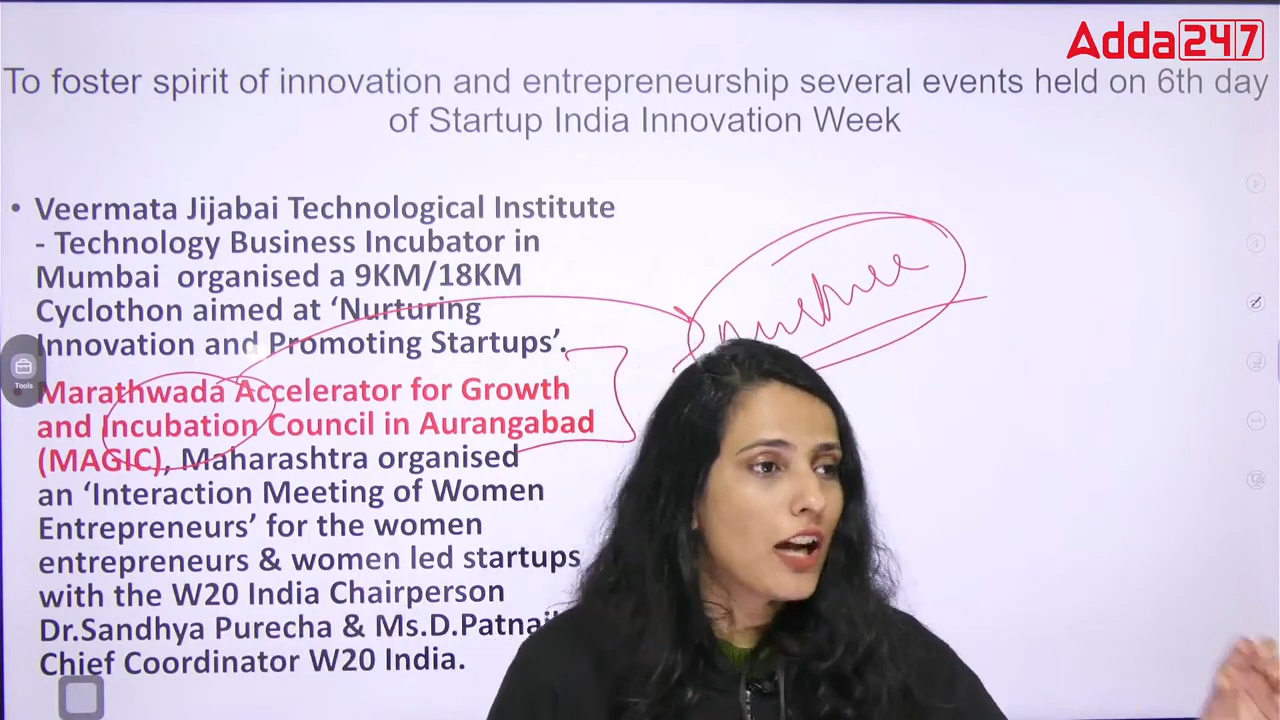 Adda247
To foster spirit of innovation and entrepreneurship several events held on 6th day
of Startup India Innovation Week
• Veermata Jijabai Technological Institute
- Technology Business Incubator in
Mumbai organised a 9KM/18KM
Cyclothon aimed at ‘Nurturing
Innovation and Promoting Startups’.
• Marathwada Accelerator for Growth
and Incubation Council in Aurangabad
(MAGIC), Maharashtra organised
an ‘Interaction Meeting of Women
Entrepreneurs’ for the women
entrepreneurs & women led startups
with the W20 India Chairperson
Dr.Sandhya Purecha & Ms.D.
Chief Coordinator W20 India.
Tools